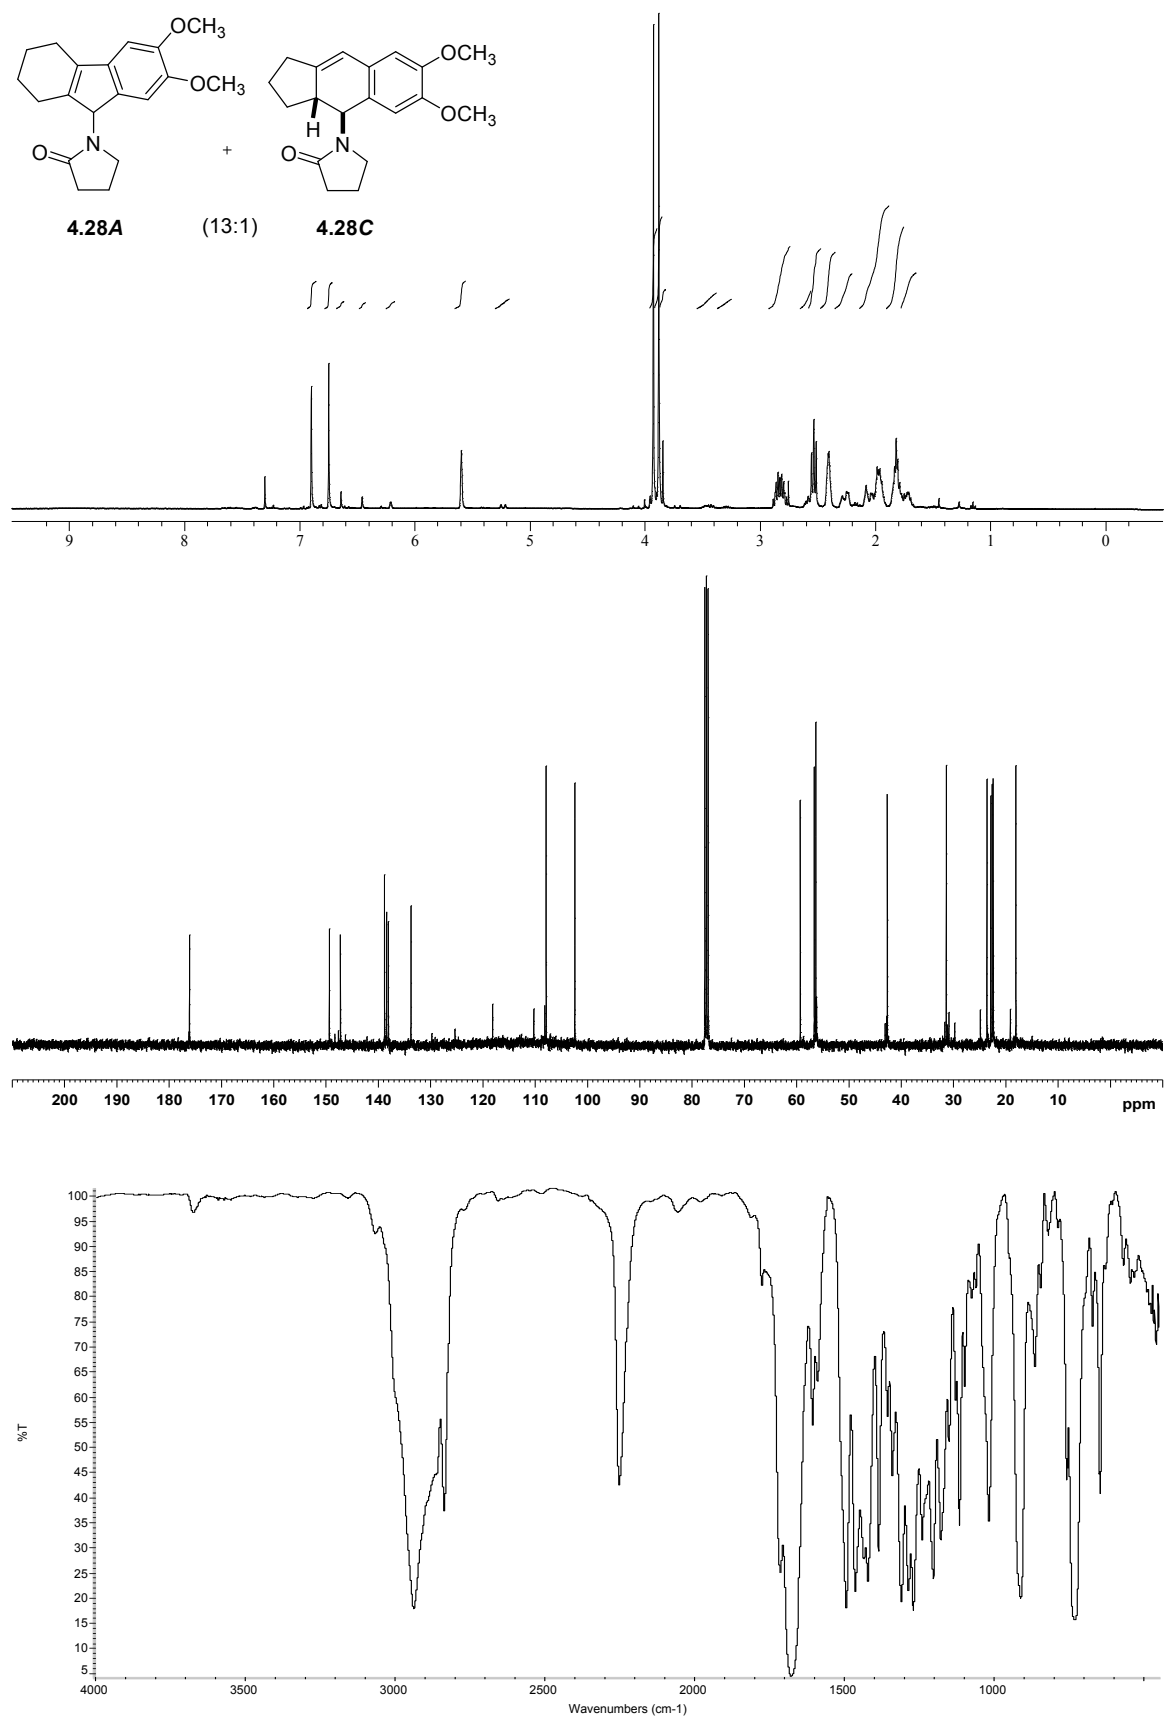 OCH3
OCH3
N
O
4.28A
+
(13:1)
OCH3
OCH3
H
N
O
4.28C
9 8 7 6 5 4 3 2 1 0
200 190 180 170 160 150 140 130 120 110 100 90 80 70 60 50 40 30 20 10 ppm
100
95
90
85
80
75
70
65
60
55
50
45
40
35
30
25
20
15
10
5
%T
4000 3500 3000 2500 2000 1500 1000
Wavenumbers (cm-1)